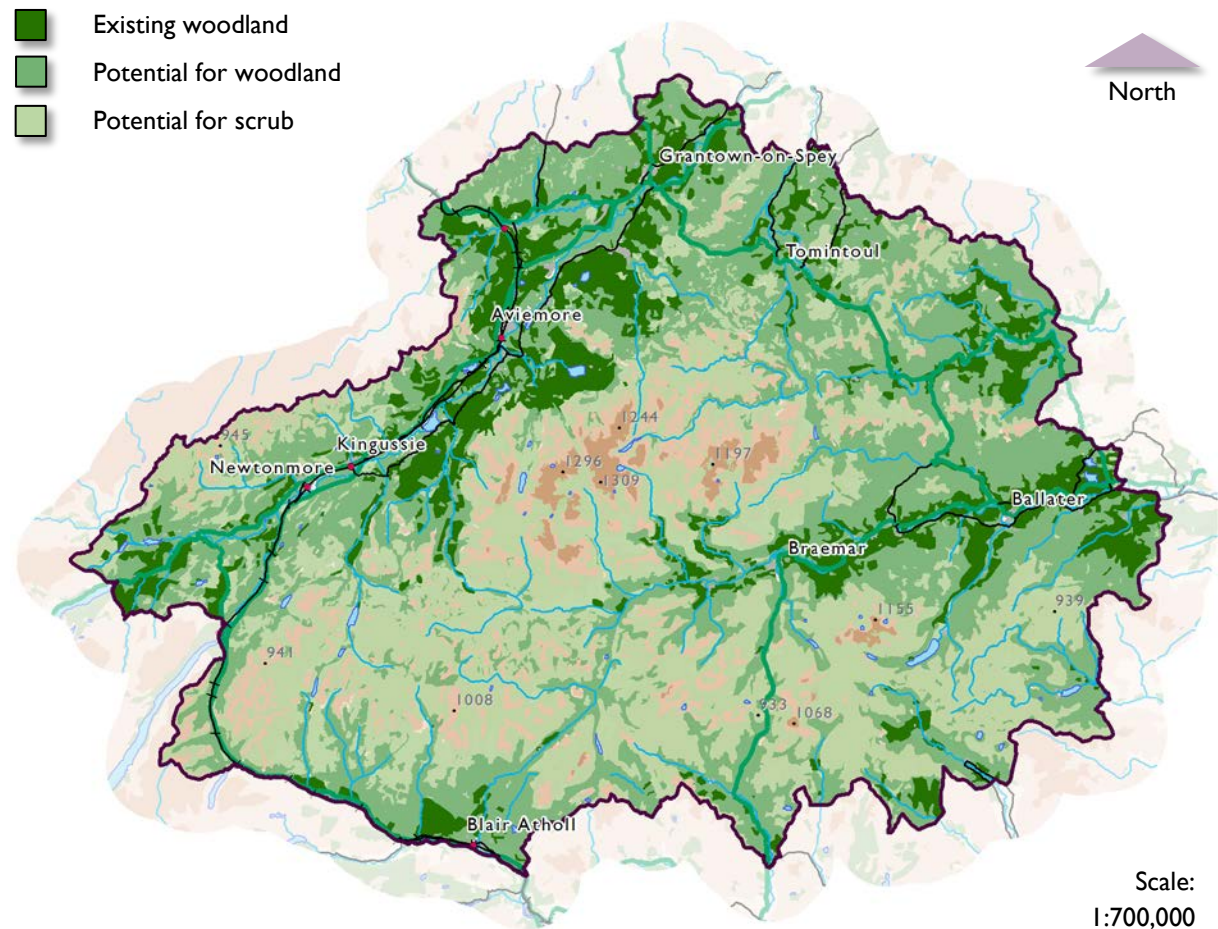 Existing woodland
Potential for woodland
Potential for scrub
North
Grantown-on-Spey
Tomintoul
Aviemore
1244
945
Kingussie
1197
Newtonmore
1296
1309
Ballater
Braemar
939
1155
941
1008
933
1068
Blair Atholl
Scale:
1:700,000